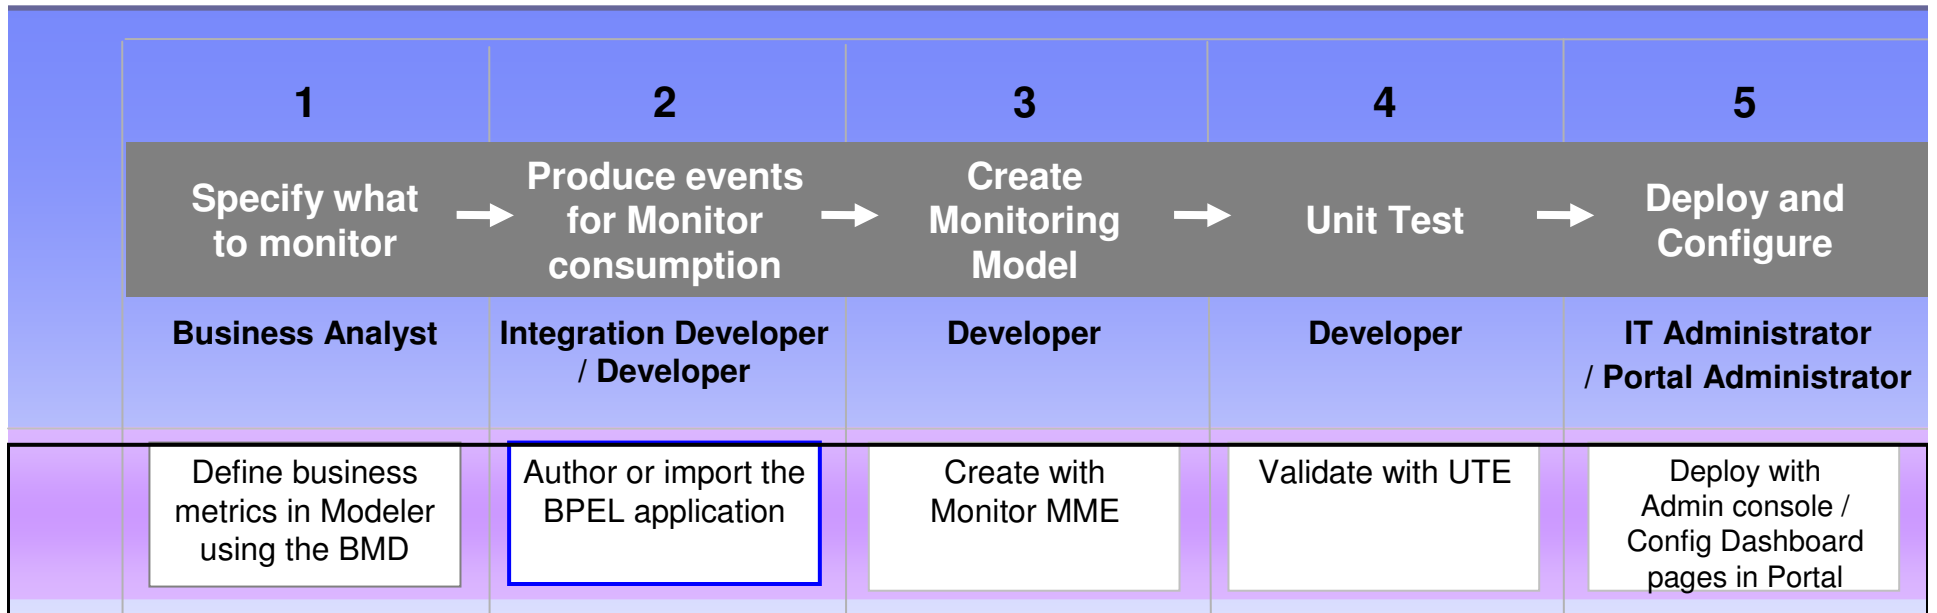 1
2
3
4
5
Specify what
to monitor
Produce events
for Monitor
consumption
Create
Monitoring
Model
Unit Test
Deploy and
Configure
Business Analyst
Integration Developer
/ Developer
Developer
Developer
IT Administrator
/ Portal Administrator
Define business
metrics in Modeler
using the BMD
Author or import the
BPEL application
Create with
Monitor MME
Validate with UTE
Deploy with
Admin console /
Config Dashboard
pages in Portal